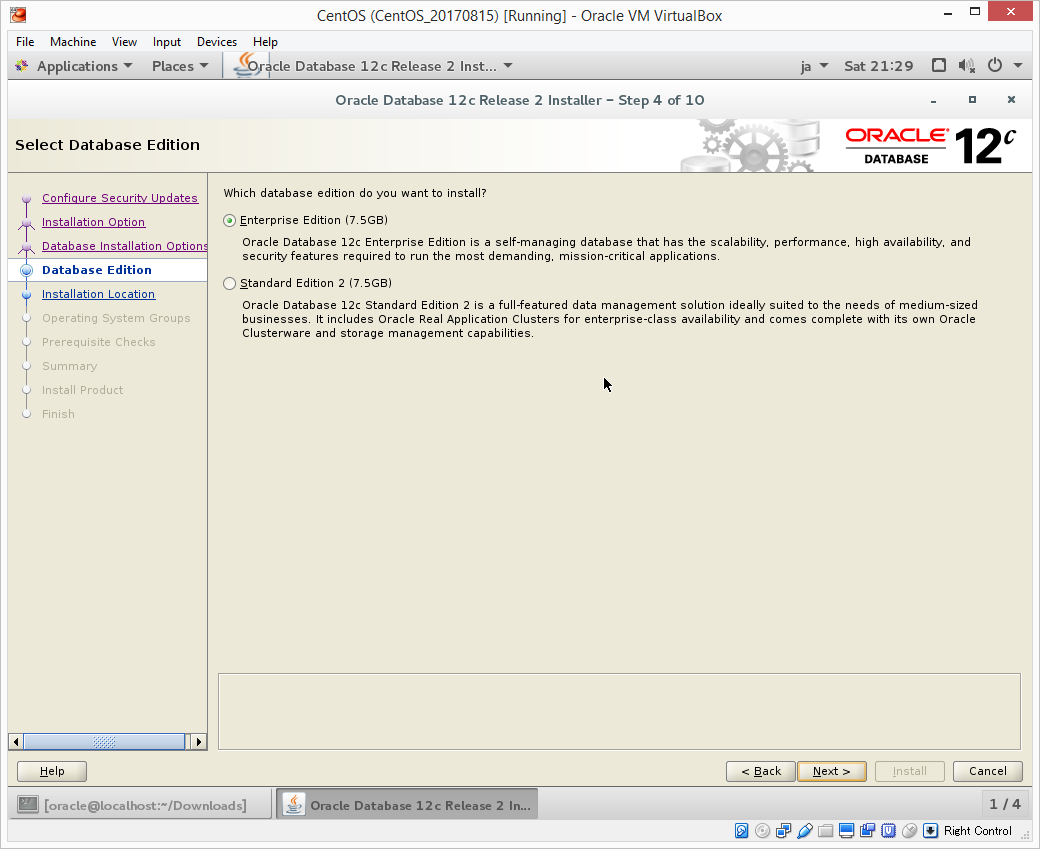 CentOS (CentOS_20170815) [Running] - Oracle VM VirtualBox
File Machine View Input Devices Help
Applications Places Oracle Database 12c Release 2 Inst... ja Sat 21:29
Oracle Database 12c Release 2 Installer – Step 4 of 10
Select Database Edition
ORACLE
DATABASE
12c
Configure Security Updates
Installation Option
Database Installation Options
Database Edition
Installation Location
Operating System Groups
Prerequisite Checks
Summary
Install Product
Finish
Which database edition do you want to install?
Enterprise Edition (7.5GB)
Oracle Database 12c Enterprise Edition is a self-managing database that has the scalability, performance, high availability, and
security features required to run the most demanding, mission-critical applications.
Standard Edition 2 (7.5GB)
Oracle Database 12c Standard Edition 2 is a full-featured data management solution ideally suited to the needs of medium-sized
businesses. It includes Oracle Real Application Clusters for enterprise-class availability and comes complete with its own Oracle
Clusterware and storage management capabilities.
Help < Back Next > Install Cancel
[oracle@localhost:~/Downloads] Oracle Database 12c Release 2 In... 1 / 4
Right Control